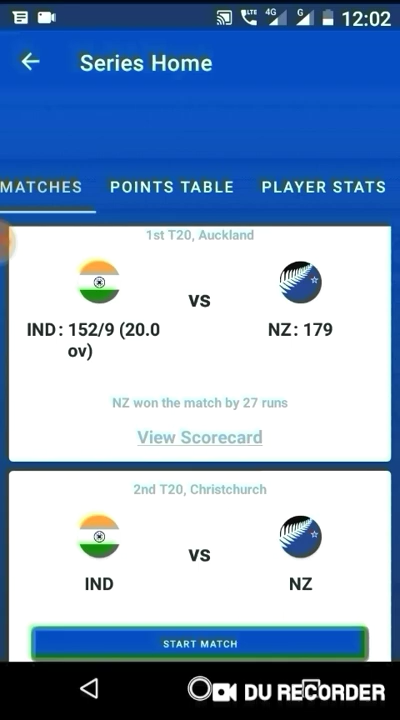 LTE 4G G 12:02
Series Home
MATCHES POINTS TABLE PLAYER STATS
1st T20, Auckland
VS
IND: 152/9 (20.0 ov)
NZ: 179
NZ won the match by 27 runs
View Scorecard
2nd T20, Christchurch
VS
IND NZ
START MATCH
DU RECORDER